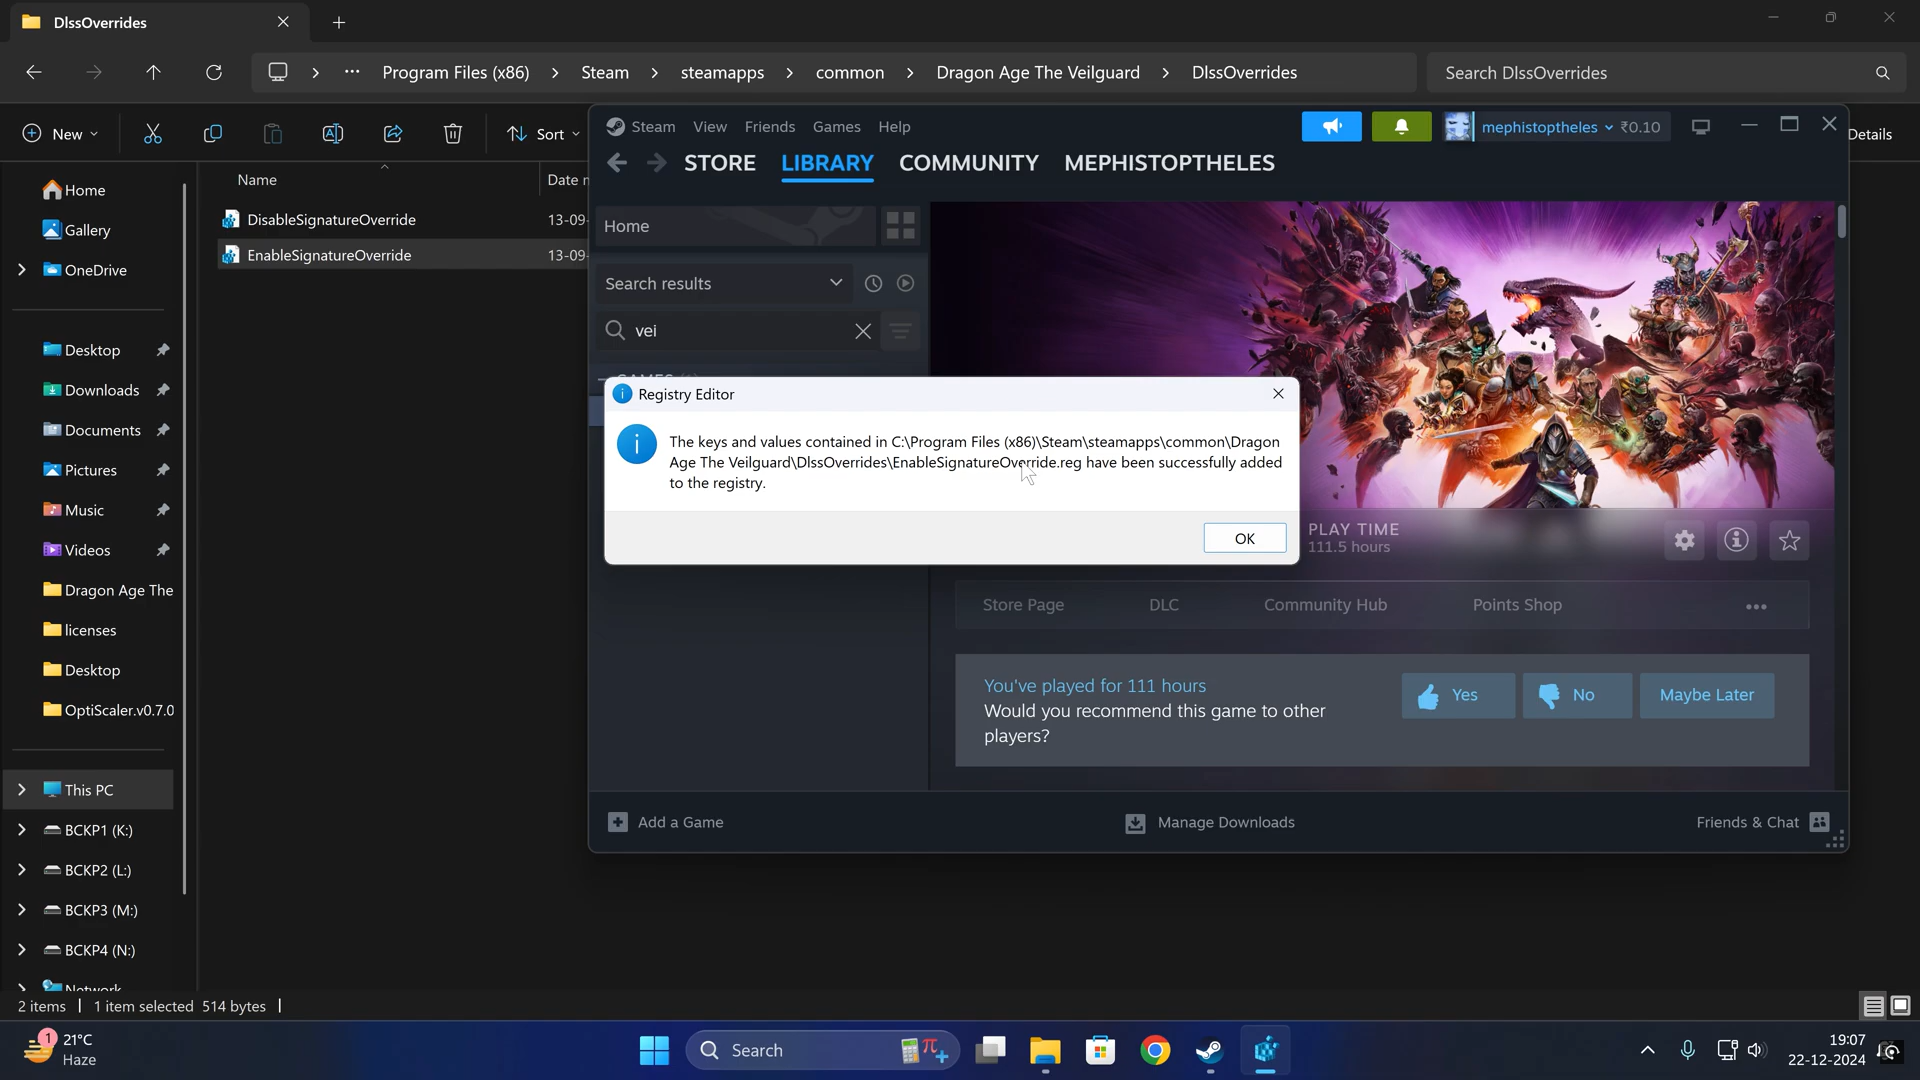 DlssOverrides
Program Files (x86) > Steam > steamapps > common > Dragon Age The Veilguard > DlssOverrides
Search DlssOverrides
New
Sort
Details
Name
Date
DisableSignatureOverride 13-09-
EnableSignatureOverride 13-09-
Home
Gallery
OneDrive
Desktop
Downloads
Documents
Pictures
Music
Videos
Dragon Age The
licenses
Desktop
OptiScaler.v0.7.0
This PC
BCKP1 (K:)
BCKP2 (L:)
BCKP3 (M:)
BCKP4 (N:)
Network
2 items | 1 item selected 514 bytes |
Steam View Friends Games Help
mephistoptheles ₹0.10
STORE LIBRARY COMMUNITY MEPHISTOPTHELES
Home
Search results
vei
Registry Editor
The keys and values contained in C:\Program Files (x86)\Steam\steamapps\common\Dragon
Age The Veilguard\DlssOverrides\EnableSignatureOverride.reg have been successfully added
to the registry.
OK
PLAY TIME
111.5 hours
Store Page DLC Community Hub Points Shop
You've played for 111 hours
Would you recommend this game to other
players?
Yes
No
Maybe Later
Add a Game
Manage Downloads
Friends & Chat
1
21°C
Haze
Search
19:07
22-12-2024